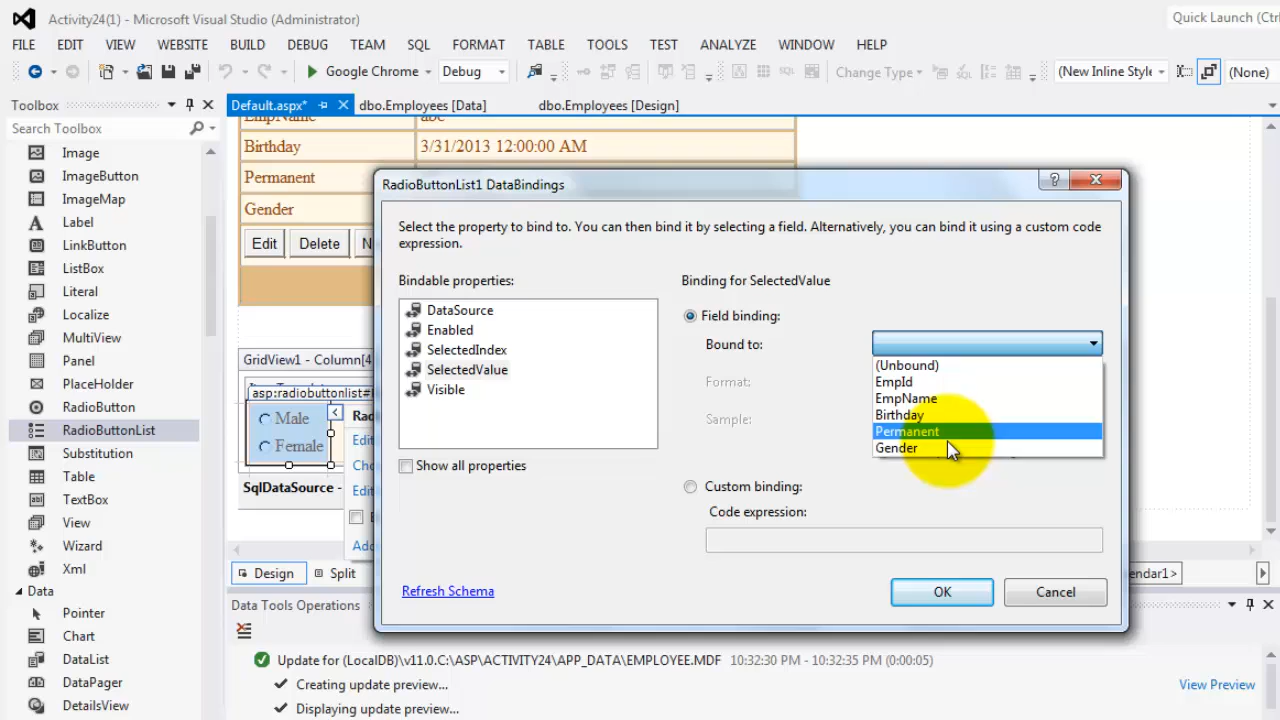 Activity24(1) - Microsoft Visual Studio (Administrator)
Quick Launch (Ctrl
FILE EDIT VIEW WEBSITE BUILD DEBUG TEAM SQL FORMAT TABLE TOOLS TEST ANALYZE WINDOW HELP
Google Chrome Debug Change Type (New Inline Style (None)
Toolbox
Default.aspx* dbo.Employees [Data] dbo.Employees [Design]
Search Toolbox
Image
ImageButton
ImageMap
Label
LinkButton
ListBox
Literal
Localize
MultiView
Panel
PlaceHolder
RadioButton
RadioButtonList
Substitution
Table
TextBox
View
Wizard
Xml
Data
Pointer
Chart
DataList
DataPager
DetailsView
EmpName abc
Birthday 3/31/2013 12:00:00 AM
Permanent
Gender
Edit Delete N
GridView1 - Column[4
asp:radiobuttonlist#
Male
Female
SqlDataSource -
Ra
Edit
Cho
Edit
E
Add
RadioButtonList1 DataBindings
Select the property to bind to. You can then bind it by selecting a field. Alternatively, you can bind it using a custom code
expression.
Bindable properties:
DataSource
Enabled
SelectedIndex
SelectedValue
Visible
Show all properties
Refresh Schema
Binding for SelectedValue
Field binding:
Bound to:
(Unbound)
EmpId
EmpName
Birthday
Permanent
Gender
Format:
Sample:
Custom binding:
Code expression:
OK Cancel
Design Split
endar1>
Data Tools Operations
Update for (LocalDB)\v11.0.C:\ASP\ACTIVITY24\APP_DATA\EMPLOYEE.MDF 10:32:30 PM - 10:32:35 PM (0:00:05)
Creating update preview...
View Preview
Displaying update preview...